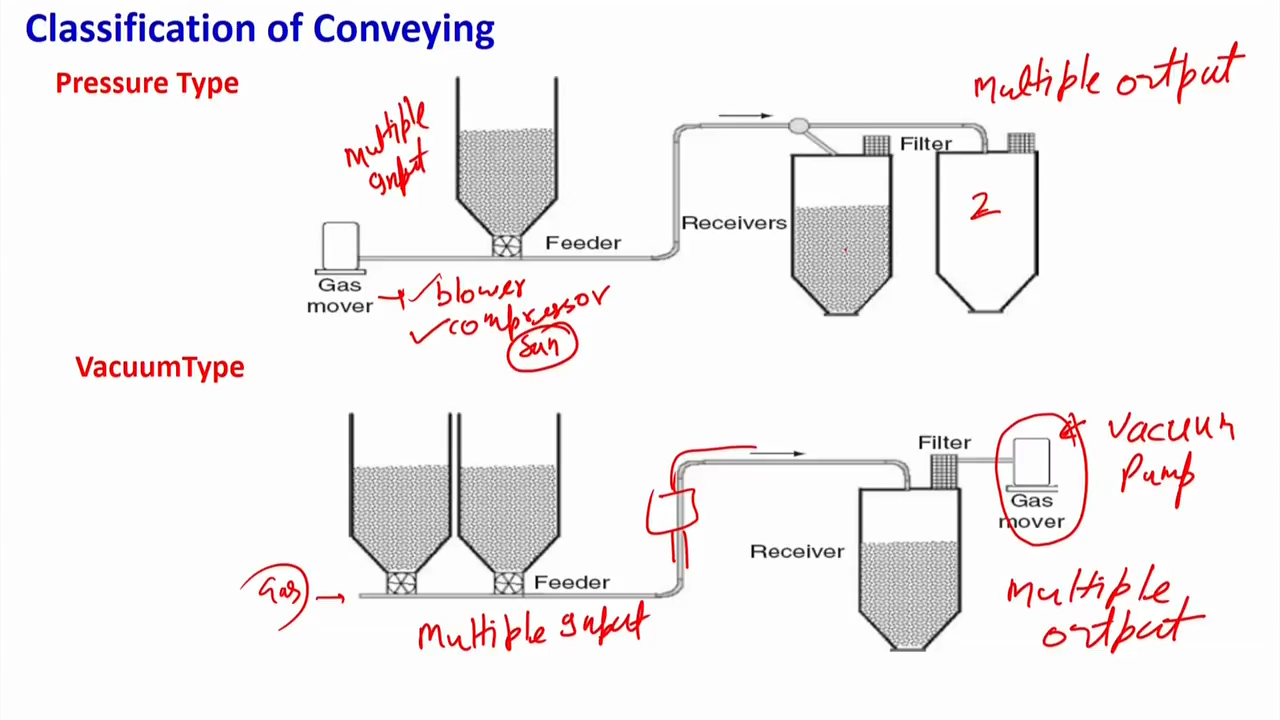 Classification of Conveying
Pressure Type
Multiple output
Multiple
Input
Filter
2
Receivers
Feeder
Gas
mover
blower
compressor
VacuumType
Vacuum
Pump
Filter
Gas
mover
Receiver
Feeder
Gas
Multiple Input
Multiple
output